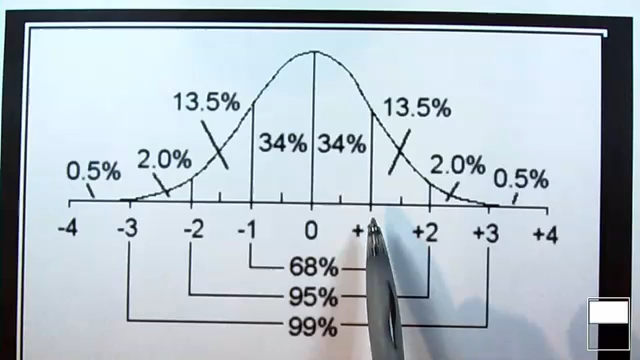 13.5% 13.5%
34% 34%
0.5% 2.0% 2.0% 0.5%
-4 -3 -2 -1 0 + +2 +3 +4
68%
95%
99%